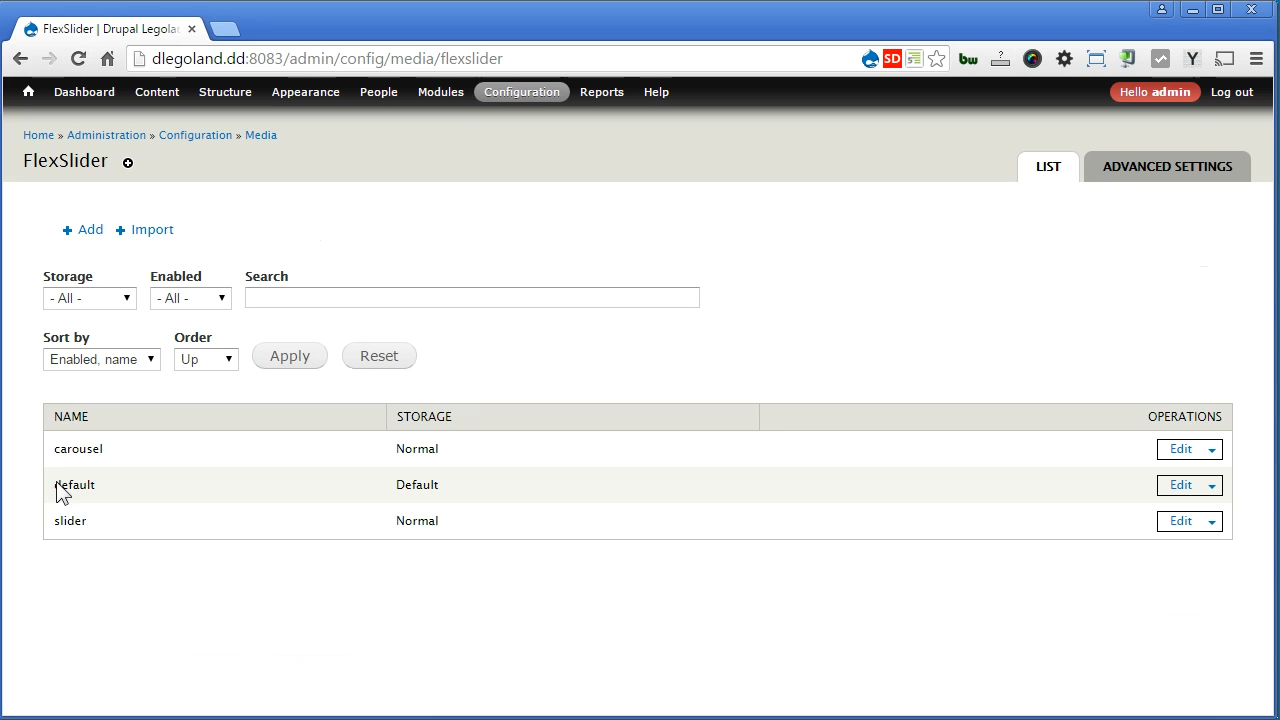 FlexSlider | Drupal Legola
dlegoland.dd:8083/admin/config/media/flexslider
SD
bw
Y
Dashboard Content Structure Appearance People Modules Configuration Reports Help Hello admin Log out
Home » Administration » Configuration » Media
FlexSlider
LIST ADVANCED SETTINGS
Add Import
Storage Enabled Search
- All - - All -
Sort by Order
Enabled, name Up Apply Reset
NAME STORAGE OPERATIONS
carousel Normal Edit
default Default Edit
slider Normal Edit